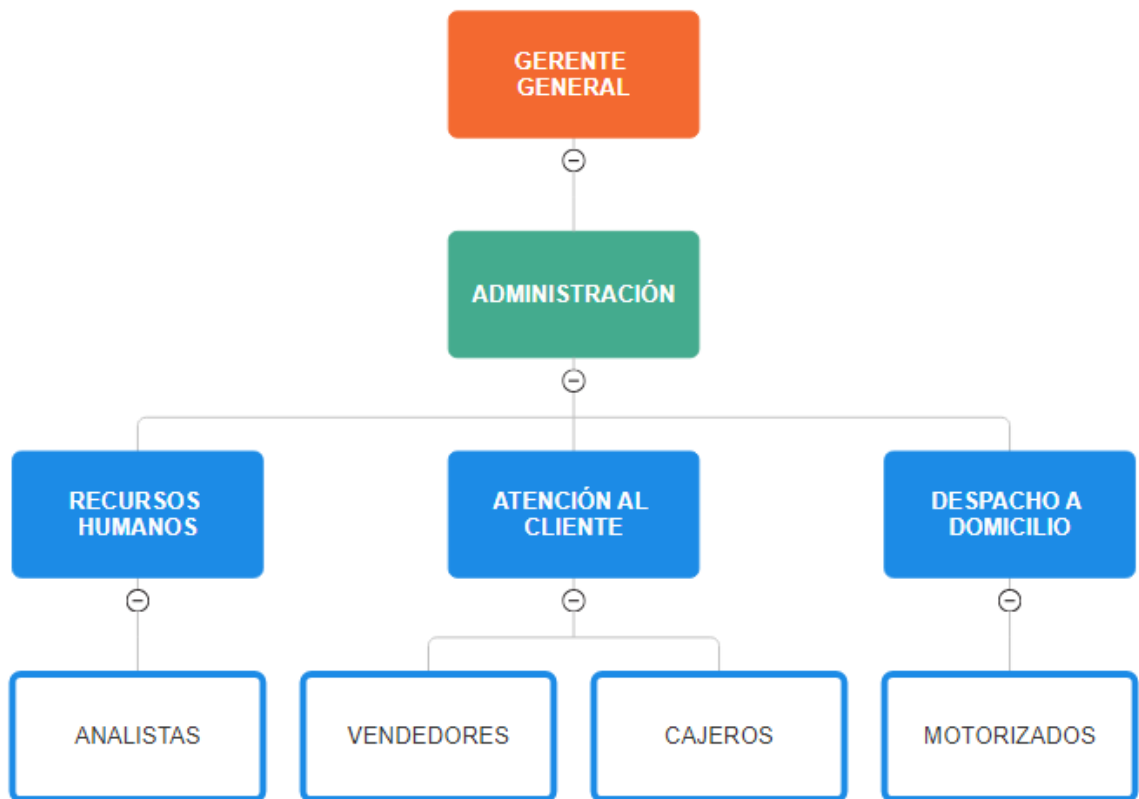 GERENTE
GENERAL
ADMINISTRACIÓN
RECURSOS
HUMANOS
ATENCIÓN AL
CLIENTE
DESPACHO A
DOMICILIO
ANALISTAS
VENDEDORES
CAJEROS
MOTORIZADOS